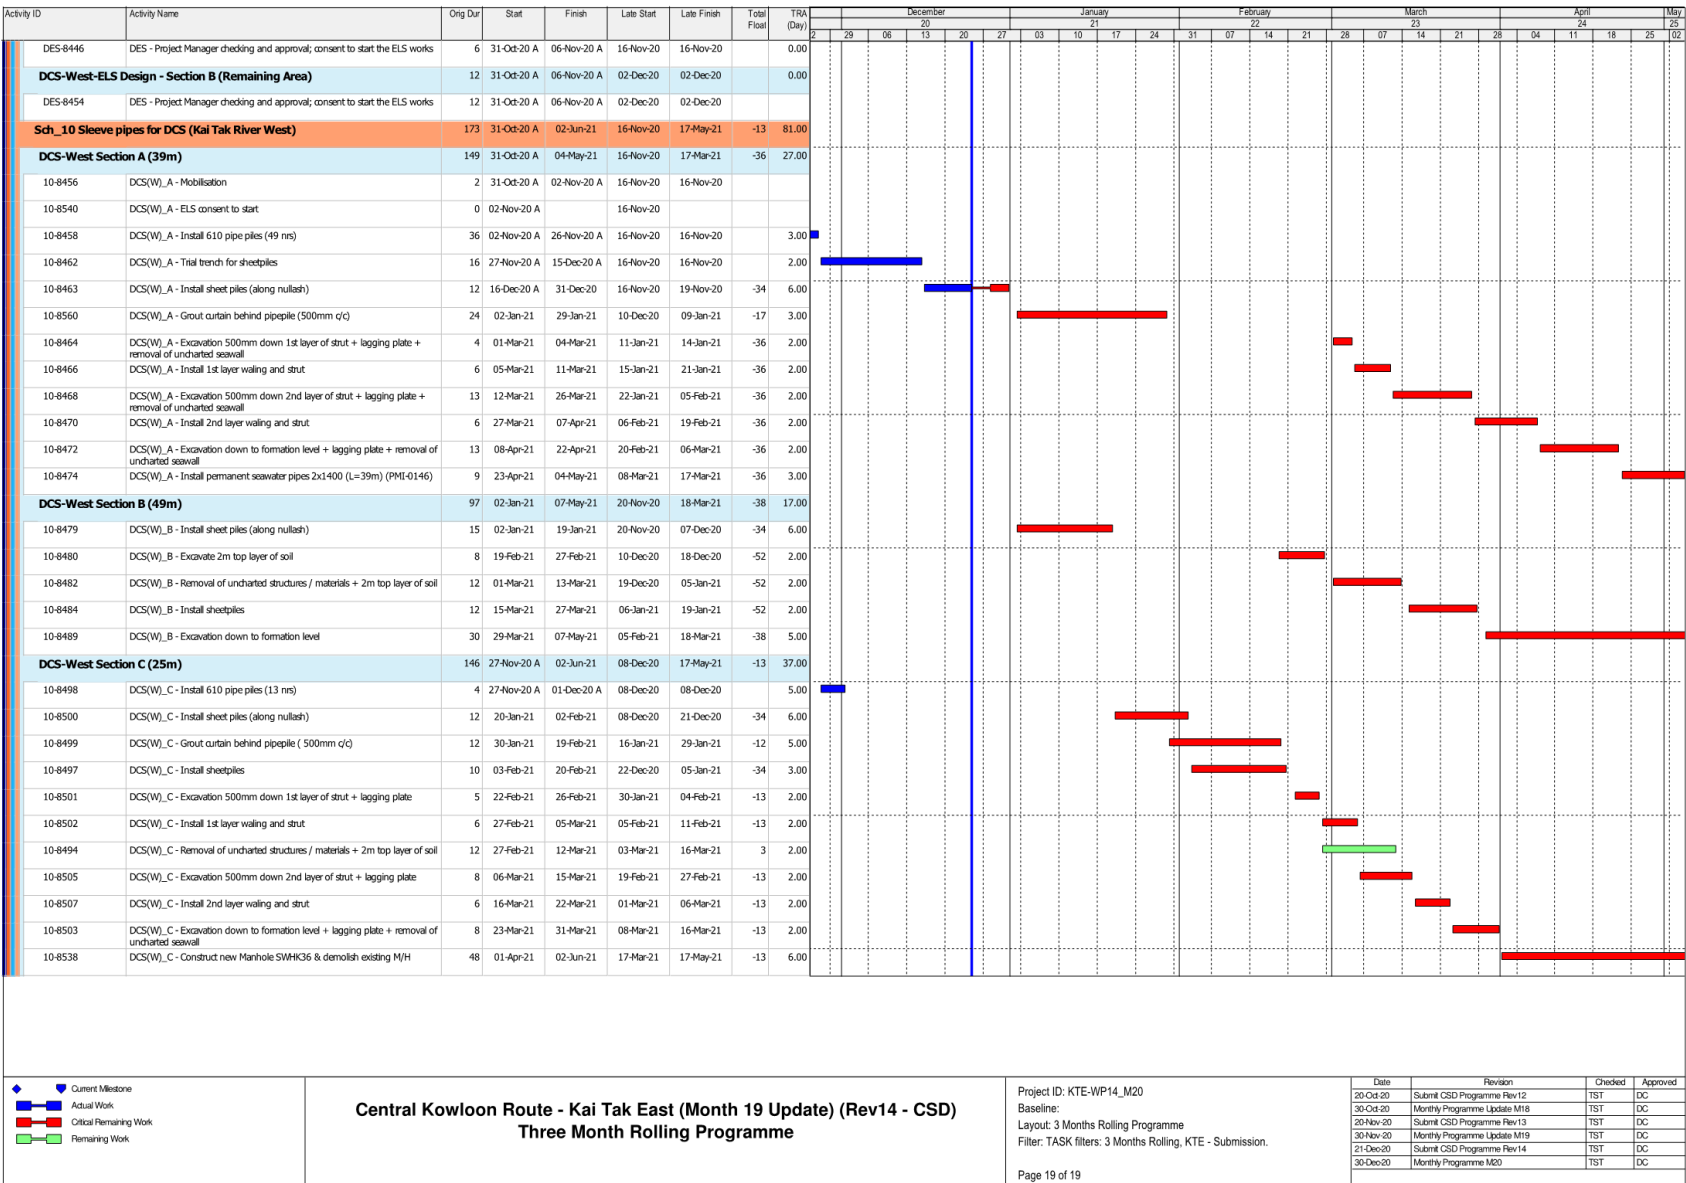 Activity ID Activity Name Orig Dur Start Finish Late Start Late Finish Total Float TRA (Day) December January February March April May
20 21 22 23 24 25
2 29 06 13 20 27 03 10 17 24 31 07 14 21 28 07 14 21 28 04 11 18 25 02
DES-8446 DES - Project Manager checking and approval; consent to start the ELS works 6 31-Oct-20 A 06-Nov-20 A 16-Nov-20 16-Nov-20 0.00
DCS-West-ELS Design - Section B (Remaining Area) 12 31-Oct-20 A 06-Nov-20 A 02-Dec-20 02-Dec-20 0.00
DES-8454 DES - Project Manager checking and approval; consent to start the ELS works 12 31-Oct-20 A 06-Nov-20 A 02-Dec-20 02-Dec-20
Sch_10 Sleeve pipes for DCS (Kai Tak River West) 173 31-Oct-20 A 02-Jun-21 16-Nov-20 17-May-21 -13 81.00
DCS-West Section A (39m) 149 31-Oct-20 A 04-May-21 16-Nov-20 17-Mar-21 -36 27.00
10-8456 DCS(W)_A - Mobilisation 2 31-Oct-20 A 02-Nov-20 A 16-Nov-20 16-Nov-20
10-8540 DCS(W)_A - ELS consent to start 0 02-Nov-20 A 16-Nov-20
10-8458 DCS(W)_A - Install 610 pipe piles (49 nrs) 36 02-Nov-20 A 26-Nov-20 A 16-Nov-20 16-Nov-20 3.00
10-8462 DCS(W)_A - Trial trench for sheetpiles 16 27-Nov-20 A 15-Dec-20 A 16-Nov-20 16-Nov-20 2.00
10-8463 DCS(W)_A - Install sheet piles (along nullash) 12 16-Dec-20 A 31-Dec-20 16-Nov-20 19-Nov-20 -34 6.00
10-8560 DCS(W)_A - Grout curtain behind pipepile (500mm c/c) 24 02-Jan-21 29-Jan-21 10-Dec-20 09-Jan-21 -17 3.00
10-8464 DCS(W)_A - Excavation 500mm down 1st layer of strut + lagging plate + 4 01-Mar-21 04-Mar-21 11-Jan-21 14-Jan-21 -36 2.00
removal of uncharted seawall
10-8466 DCS(W)_A - Install 1st layer waling and strut 6 05-Mar-21 11-Mar-21 15-Jan-21 21-Jan-21 -36 2.00
10-8468 DCS(W)_A - Excavation 500mm down 2nd layer of strut + lagging plate + 13 12-Mar-21 26-Mar-21 22-Jan-21 05-Feb-21 -36 2.00
removal of uncharted seawall
10-8470 DCS(W)_A - Install 2nd layer waling and strut 6 27-Mar-21 07-Apr-21 06-Feb-21 19-Feb-21 -36 2.00
10-8472 DCS(W)_A - Excavation down to formation level + lagging plate + removal of 13 08-Apr-21 22-Apr-21 20-Feb-21 06-Mar-21 -36 2.00
uncharted seawall
10-8474 DCS(W)_A - Install permanent seawater pipes 2x1400 (L=39m) (PMI-0146) 9 23-Apr-21 04-May-21 08-Mar-21 17-Mar-21 -36 3.00
DCS-West Section B (49m) 97 02-Jan-21 07-May-21 20-Nov-20 18-Mar-21 -38 17.00
10-8479 DCS(W)_B - Install sheet piles (along nullash) 15 02-Jan-21 19-Jan-21 20-Nov-20 07-Dec-20 -34 6.00
10-8480 DCS(W)_B - Excavate 2m top layer of soil 8 19-Feb-21 27-Feb-21 10-Dec-20 18-Dec-20 -52 2.00
10-8482 DCS(W)_B - Removal of uncharted structures / materials + 2m top layer of soil 12 01-Mar-21 13-Mar-21 19-Dec-20 05-Jan-21 -52 2.00
10-8484 DCS(W)_B - Install sheetpiles 12 15-Mar-21 27-Mar-21 06-Jan-21 19-Jan-21 -52 2.00
10-8489 DCS(W)_B - Excavation down to formation level 30 29-Mar-21 07-May-21 05-Feb-21 18-Mar-21 -38 5.00
DCS-West Section C (25m) 146 27-Nov-20 A 02-Jun-21 08-Dec-20 17-May-21 -13 37.00
10-8498 DCS(W)_C - Install 610 pipe piles (13 nrs) 4 27-Nov-20 A 01-Dec-20 A 08-Dec-20 08-Dec-20 5.00
10-8500 DCS(W)_C - Install sheet piles (along nullash) 12 20-Jan-21 02-Feb-21 08-Dec-20 21-Dec-20 -34 6.00
10-8499 DCS(W)_C - Grout curtain behind pipepile ( 500mm c/c) 12 30-Jan-21 19-Feb-21 16-Jan-21 29-Jan-21 -12 5.00
10-8497 DCS(W)_C - Install sheetpiles 10 03-Feb-21 20-Feb-21 22-Dec-20 05-Jan-21 -34 3.00
10-8501 DCS(W)_C - Excavation 500mm down 1st layer of strut + lagging plate 5 22-Feb-21 26-Feb-21 30-Jan-21 04-Feb-21 -13 2.00
10-8502 DCS(W)_C - Install 1st layer waling and strut 6 27-Feb-21 05-Mar-21 05-Feb-21 11-Feb-21 -13 2.00
10-8494 DCS(W)_C - Removal of uncharted structures / materials + 2m top layer of soil 12 27-Feb-21 12-Mar-21 03-Mar-21 16-Mar-21 3 2.00
10-8505 DCS(W)_C - Excavation 500mm down 2nd layer of strut + lagging plate 8 06-Mar-21 15-Mar-21 19-Feb-21 27-Feb-21 -13 2.00
10-8507 DCS(W)_C - Install 2nd layer waling and strut 6 16-Mar-21 22-Mar-21 01-Mar-21 06-Mar-21 -13 2.00
10-8503 DCS(W)_C - Excavation down to formation level + lagging plate + removal of 8 23-Mar-21 31-Mar-21 08-Mar-21 16-Mar-21 -13 2.00
uncharted seawall
10-8538 DCS(W)_C - Construct new Manhole SWHK36 & demolish existing M/H 48 01-Apr-21 02-Jun-21 17-Mar-21 17-May-21 -13 6.00
Current Milestone
Actual Work
Critical Remaining Work
Remaining Work
Central Kowloon Route - Kai Tak East (Month 19 Update) (Rev14 - CSD)
Three Month Rolling Programme
Project ID: KTE-WP14_M20
Baseline:
Layout: 3 Months Rolling Programme
Filter: TASK filters: 3 Months Rolling, KTE - Submission.
Page 19 of 19
Date Revision Checked Approved
20-Oct-20 Submit CSD Programme Rev12 TST DC
30-Oct-20 Monthly Programme Update M18 TST DC
20-Nov-20 Submit CSD Programme Rev13 TST DC
30-Nov-20 Monthly Programme Update M19 TST DC
21-Dec-20 Submit CSD Programme Rev14 TST DC
30-Dec-20 Monthly Programme M20 TST DC